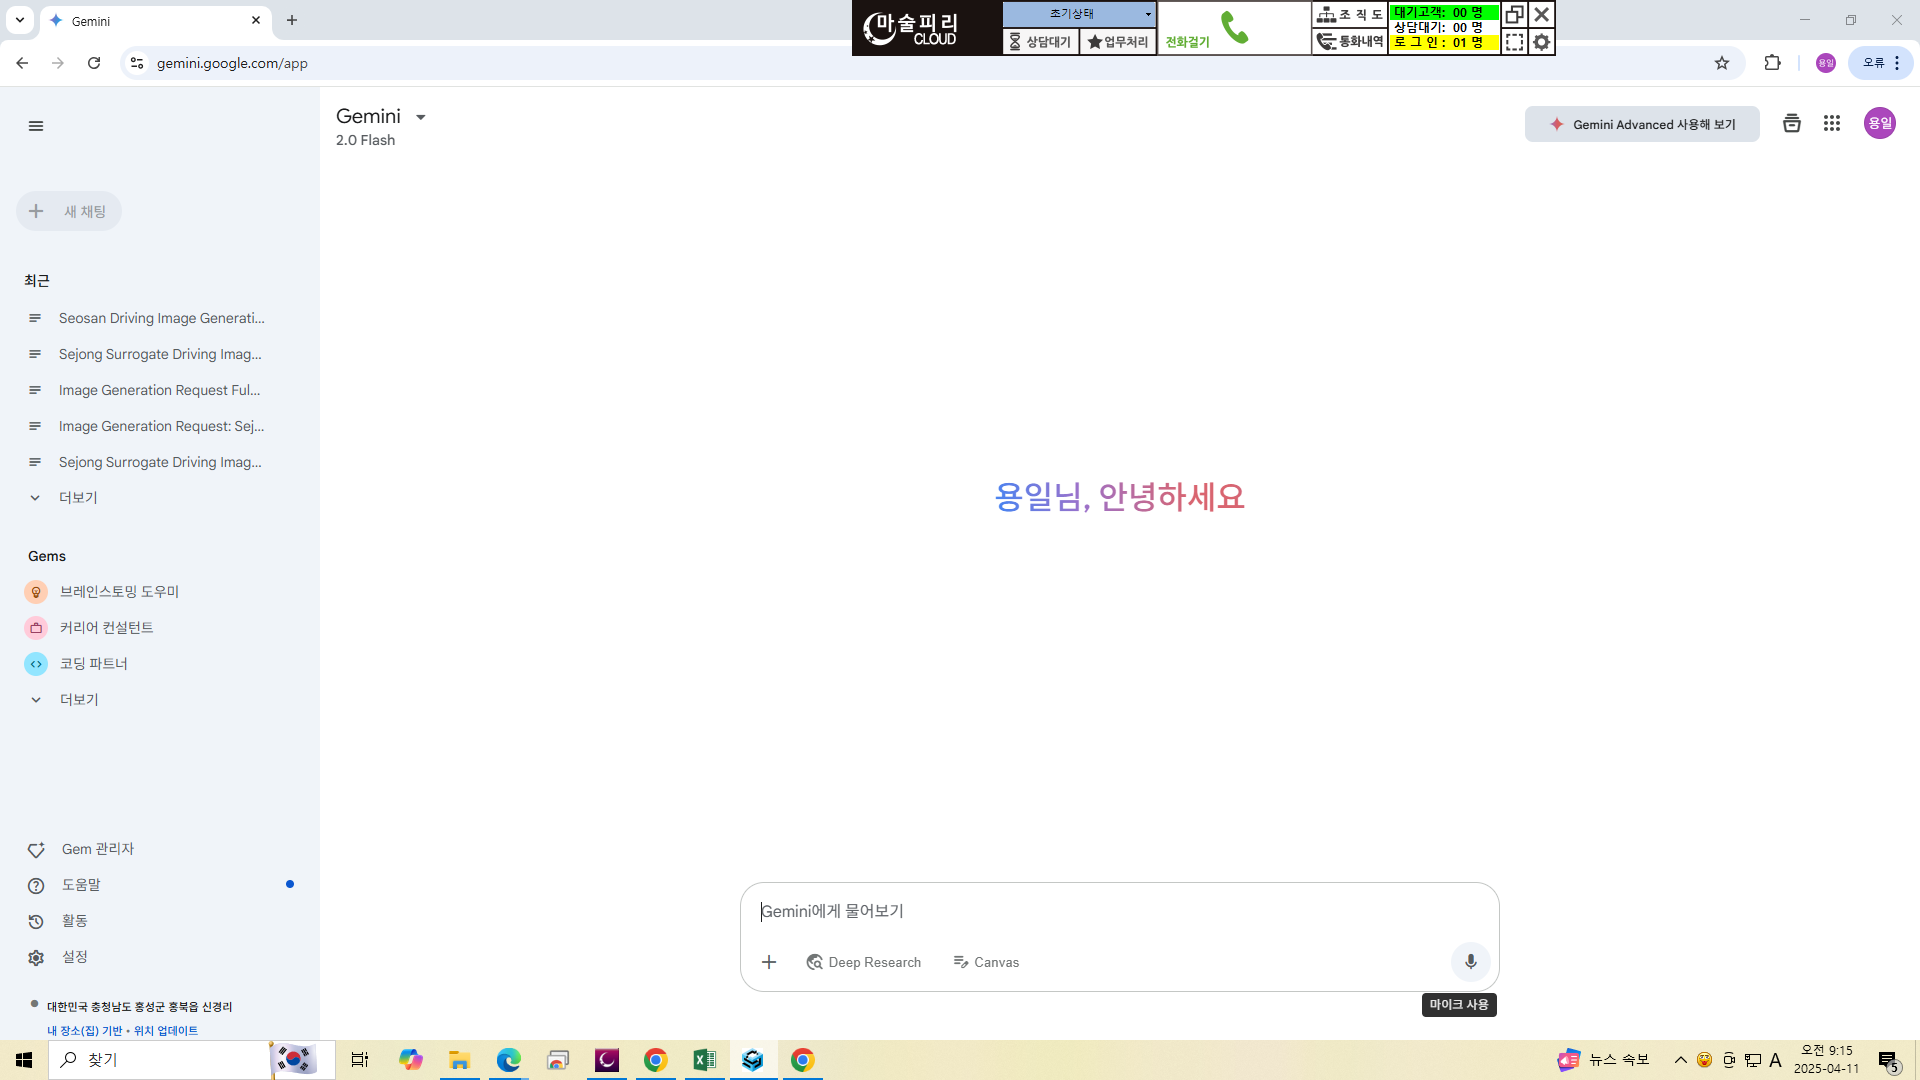 Gemini
마술피리
CLOUD
초기상태
상담대기
업무처리
전화걸기
조 직 도
통화내역
대기고객: 00 명
상담대기: 00 명
로 그 인 : 01 명
gemini.google.com/app
용일
오류
Gemini
2.0 Flash
Gemini Advanced 사용해 보기
용일
새 채팅
최근
Seosan Driving Image Generati...
Sejong Surrogate Driving Imag...
Image Generation Request Ful...
Image Generation Request: Sej...
Sejong Surrogate Driving Imag...
더보기
Gems
브레인스토밍 도우미
커리어 컨설턴트
코딩 파트너
더보기
Gem 관리자
도움말
활동
설정
대한민국 충청남도 홍성군 홍북읍 신경리
내 장소(집) 기반 • 위치 업데이트
용일님, 안녕하세요
Gemini에게 물어보기
Deep Research
Canvas
마이크 사용
찾기
뉴스 속보
A
오전 9:15
2025-04-11
5